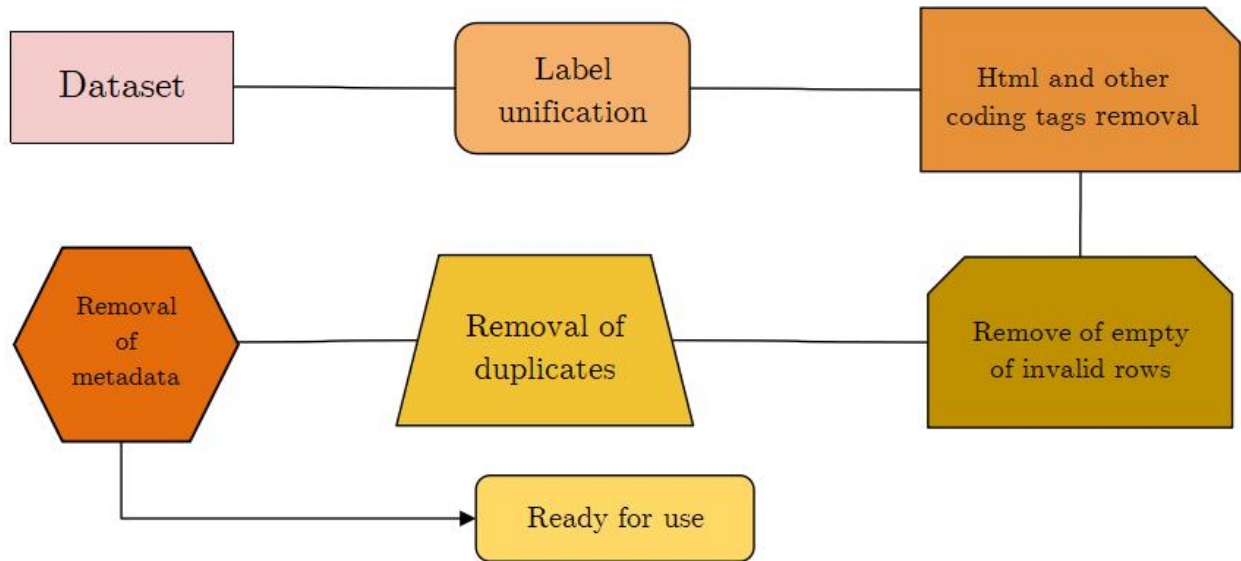 Dataset
Label
unification
Html and other
coding tags removal
Removal
of
metadata
Removal of
duplicates
Remove of empty
of invalid rows
Ready for use